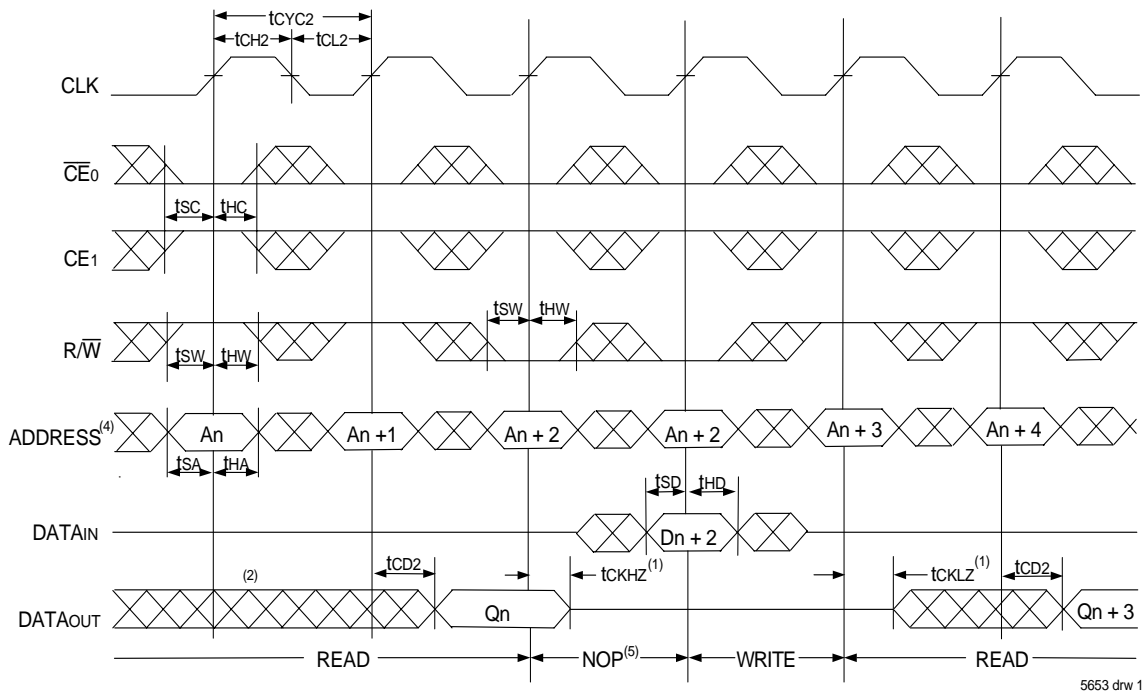 tCYC2
tCH2 tCL2
CLK
CE0
tSC tHC
CE1
tSW tHW
R/W
tSW tHW
ADDRESS(4) An An +1 An + 2 An + 2 An + 3 An + 4
tSA tHA
tSD tHD
DATAIN Dn + 2
tCD2 tCKHZ(1) tCKLZ(1) tCD2
(2)
DATAOUT Qn Qn + 3
READ NOP(5) WRITE READ
5653 drw 1